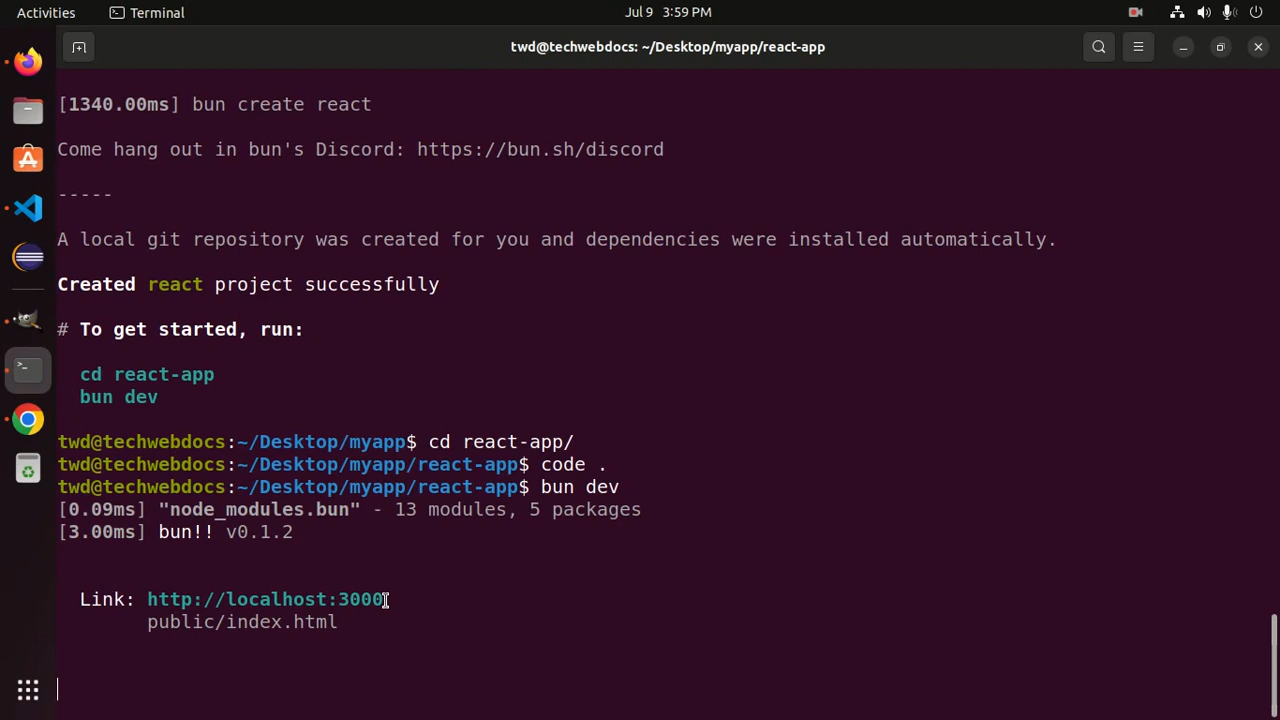 Activities Terminal Jul 9 3:59 PM
twd@techwebdocs: ~/Desktop/myapp/react-app
[1340.00ms] bun create react
Come hang out in bun's Discord: https://bun.sh/discord
-----
A local git repository was created for you and dependencies were installed automatically.
Created react project successfully
# To get started, run:
cd react-app
bun dev
twd@techwebdocs:~/Desktop/myapp$ cd react-app/
twd@techwebdocs:~/Desktop/myapp/react-app$ code .
twd@techwebdocs:~/Desktop/myapp/react-app$ bun dev
[0.09ms] "node_modules.bun" - 13 modules, 5 packages
[3.00ms] bun!! v0.1.2
Link: http://localhost:3000
public/index.html